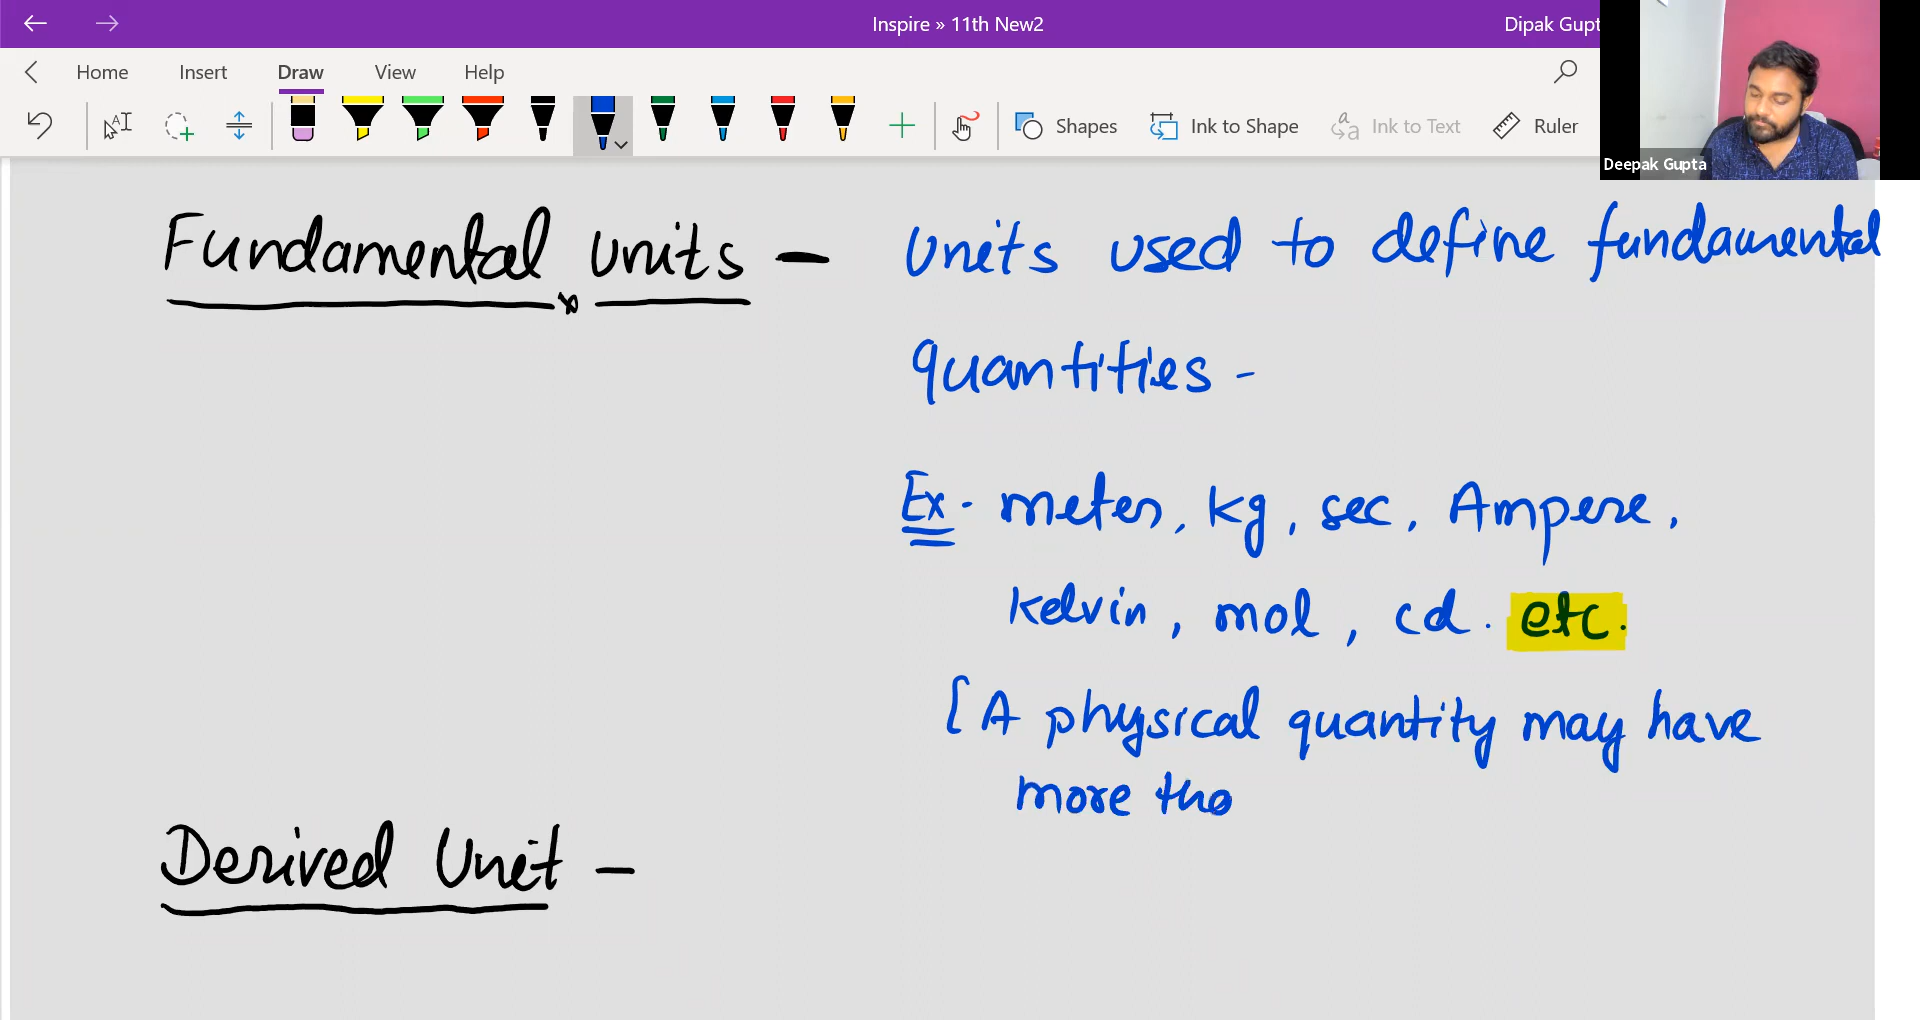 Inspire » 11th New2
Dipak Gupt
Home Insert Draw View Help
Shapes Ink to Shape Ink to Text Ruler
Deepak Gupta
Fundamental units - Units used to define fundamental
quantities -
Ex - meter, kg, sec, Ampere,
Kelvin, mol, cd. etc.
[A physical quantity may have
more tha
Derived Unit -